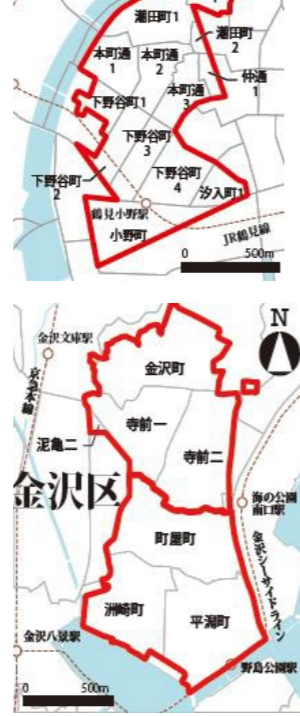 潮田町1
潮田町
2
本町通
1
本町通
2
仲通
1
本町通
3
下野谷町1
下野谷町
3
下野谷町
2
下野谷町
4
汐入町1
鶴見小野駅
小野町
JR鶴見線
0 500m
N
金沢文庫駅
京急本線
金沢町
寺前一
泥亀二
寺前二
金沢区
海の公園
南口駅
町屋町
金沢シーサイドライン
洲崎町
平潟町
金沢八景駅
野島公園駅
0 500m